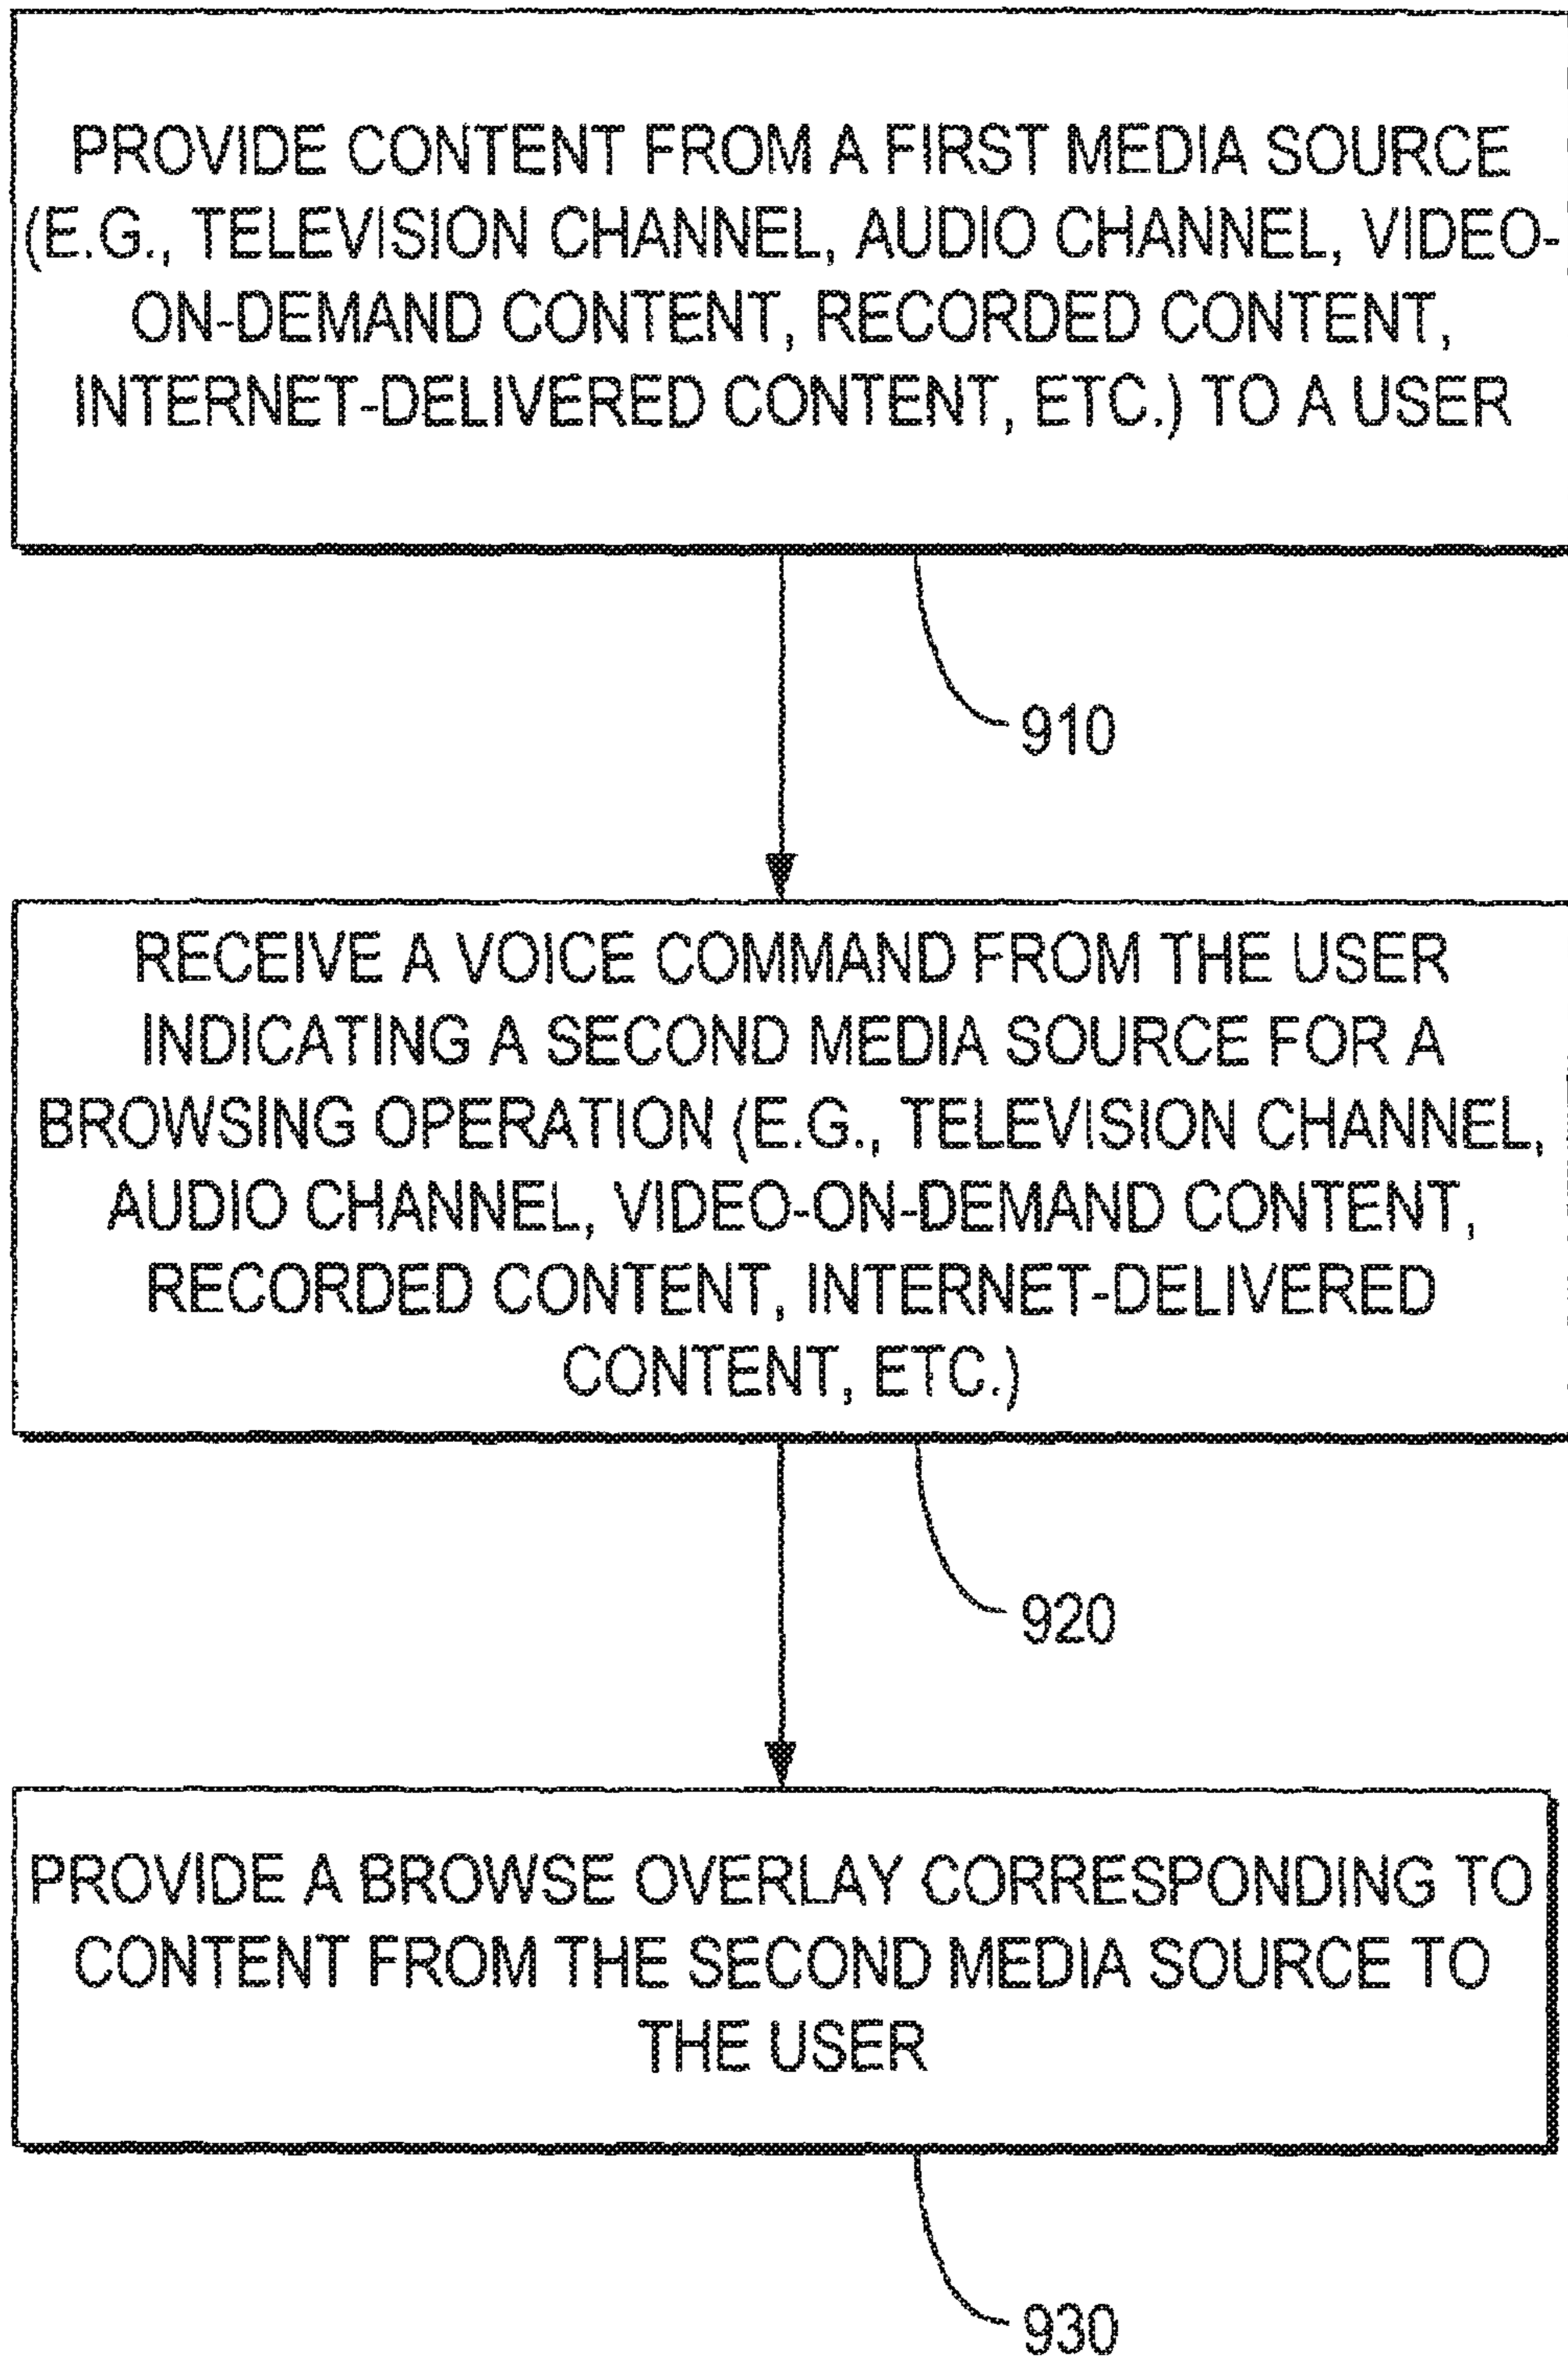 PROVIDE CONTENT FROM A FIRST MEDIA SOURCE
(E.G., TELEVISION CHANNEL, AUDIO CHANNEL, VIDEO-
ON-DEMAND CONTENT, RECORDED CONTENT,
INTERNET-DELIVERED CONTENT, ETC.) TO A USER
910
RECEIVE A VOICE COMMAND FROM THE USER
INDICATING A SECOND MEDIA SOURCE FOR A
BROWSING OPERATION (E.G., TELEVISION CHANNEL,
AUDIO CHANNEL, VIDEO-ON-DEMAND CONTENT,
RECORDED CONTENT, INTERNET-DELIVERED
CONTENT, ETC.)
920
PROVIDE A BROWSE OVERLAY CORRESPONDING TO
CONTENT FROM THE SECOND MEDIA SOURCE TO
THE USER
930